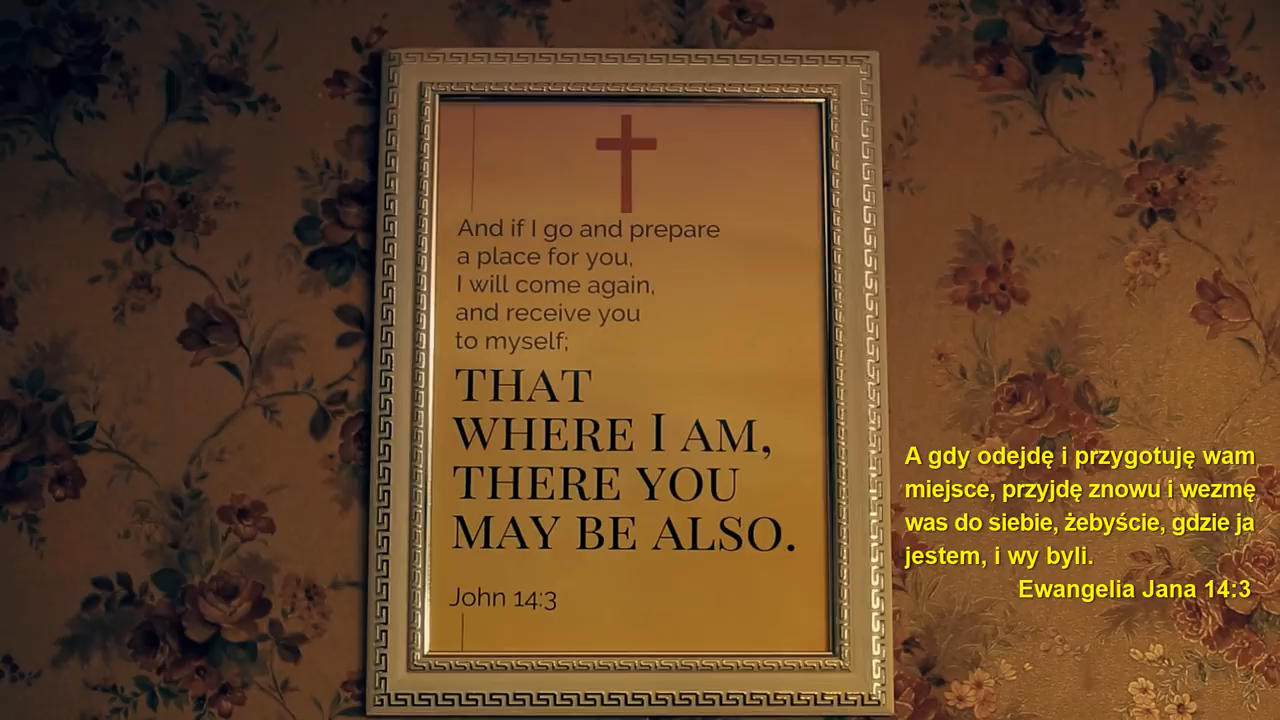 And if I go and prepare
a place for you,
I will come again,
and receive you
to myself;
THAT
WHERE I AM,
THERE YOU
MAY BE ALSO.
John 14:3
A gdy odejdę i przygotuję wam
miejsce, przyjdę znowu i wezmę
was do siebie, żebyście, gdzie ja
jestem, i wy byli.
Ewangelia Jana 14:3